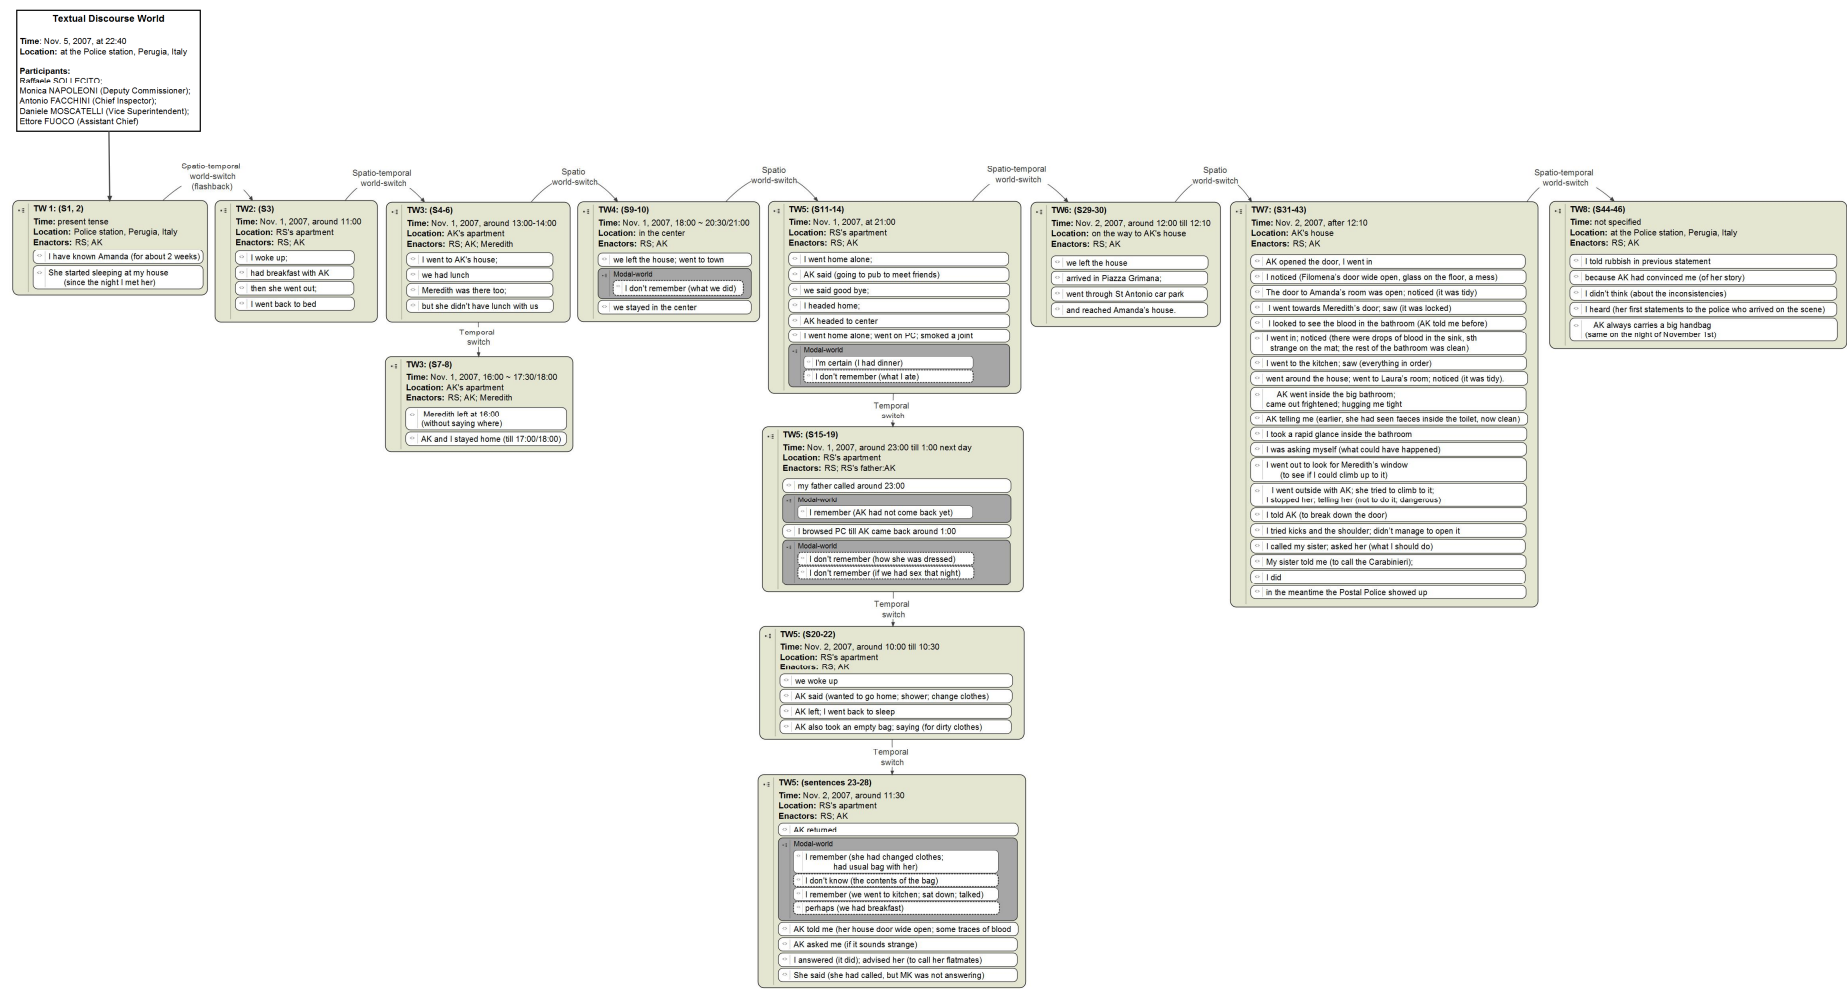 Textual Discourse World
Time: Nov. 5, 2007, at 22:40
Location: at the Police station, Perugia, Italy
Participants:
Raffaele SOLLECITO;
Monica NAPOLEONI (Deputy Commissioner);
Antonio FACCHINI (Chief Inspector);
Daniele MOSCATELLI (Vice Superintendent);
Ettore FUOCO (Assistant Chief)
Spatio-temporal
world-switch
(flashback)
Spatio-temporal
world-switch
Spatio
world-switch
Spatio
world-switch
Spatio-temporal
world-switch
Spatio
world-switch
Spatio-temporal
world-switch
TW 1: (S1, 2)
Time: present tense
Location: Police station, Perugia, Italy
Enactors: RS; AK
I have known Amanda (for about 2 weeks)
She started sleeping at my house
(since the night I met her)
TW2: (S3)
Time: Nov. 1, 2007, around 11:00
Location: RS's apartment
Enactors: RS; AK
I woke up;
had breakfast with AK
then she went out;
I went back to bed
TW3: (S4-6)
Time: Nov. 1, 2007, around 13:00-14:00
Location: AK's apartment
Enactors: RS; AK; Meredith
I went to AK's house;
we had lunch
Meredith was there too;
but she didn't have lunch with us
Temporal
switch
TW3: (S7-8)
Time: Nov. 1, 2007, 16:00 ~ 17:30/18:00
Location: AK's apartment
Enactors: RS; AK; Meredith
Meredith left at 16:00
(without saying where)
AK and I stayed home (till 17:00/18:00)
TW4: (S9-10)
Time: Nov. 1, 2007, 18:00 ~ 20:30/21:00
Location: in the center
Enactors: RS; AK
we left the house; went to town
Modal-world
I don't remember (what we did)
we stayed in the center
TW5: (S11-14)
Time: Nov. 1, 2007, at 21:00
Location: RS's apartment
Enactors: RS; AK
I went home alone;
AK said (going to pub to meet friends)
we said good bye;
I headed home;
AK headed to center
I went home alone; went on PC; smoked a joint
Modal-world
I'm certain (I had dinner)
I don't remember (what I ate)
Temporal
switch
TW5: (S15-19)
Time: Nov. 1, 2007, around 23:00 till 1:00 next day
Location: RS's apartment
Enactors: RS; RS's father;AK
my father called around 23:00
Modal-world
I remember (AK had not come back yet)
I browsed PC till AK came back around 1:00
Modal-world
I don't remember (how she was dressed)
I don't remember (if we had sex that night)
Temporal
switch
TW5: (S20-22)
Time: Nov. 2, 2007, around 10:00 till 10:30
Location: RS's apartment
Enactors: RS; AK
we woke up
AK said (wanted to go home; shower; change clothes)
AK left; I went back to sleep
AK also took an empty bag; saying (for dirty clothes)
Temporal
switch
TW5: (sentences 23-28)
Time: Nov. 2, 2007, around 11:30
Location: RS's apartment
Enactors: RS; AK
AK returned
Modal-world
I remember (she had changed clothes;
had usual bag with her)
I don't know (the contents of the bag)
I remember (we went to kitchen; sat down; talked)
perhaps (we had breakfast)
AK told me (her house door wide open; some traces of blood
AK asked me (if it sounds strange)
I answered (it did); advised her (to call her flatmates)
She said (she had called, but MK was not answering)
TW6: (S29-30)
Time: Nov. 2, 2007, around 12:00 till 12:10
Location: on the way to AK's house
Enactors: RS; AK
we left the house
arrived in Piazza Grimana;
went through St Antonio car park
and reached Amanda's house.
TW7: (S31-43)
Time: Nov. 2, 2007, after 12:10
Location: AK's house
Enactors: RS; AK
AK opened the door, I went in
I noticed (Filomena's door wide open, glass on the floor, a mess)
The door to Amanda's room was open; noticed (it was tidy)
I went towards Meredith's door; saw (it was locked)
I looked to see the blood in the bathroom (AK told me before)
I went in; noticed (there were drops of blood in the sink, sth
strange on the mat; the rest of the bathroom was clean)
I went to the kitchen; saw (everything in order)
went around the house; went to Laura's room; noticed (it was tidy).
AK went inside the big bathroom;
came out frightened; hugging me tight
AK telling me (earlier, she had seen faeces inside the toilet, now clean)
I took a rapid glance inside the bathroom
I was asking myself (what could have happened)
I went out to look for Meredith's window
(to see if I could climb up to it)
I went outside with AK; she tried to climb to it;
I stopped her; telling her (not to do it; dangerous)
I told AK (to break down the door)
I tried kicks and the shoulder; didn't manage to open it
I called my sister; asked her (what I should do)
My sister told me (to call the Carabinieri);
I did
in the meantime the Postal Police showed up
TW8: (S44-46)
Time: not specified
Location: at the Police station, Perugia, Italy
Enactors: RS; AK
I told rubbish in previous statement
because AK had convinced me (of her story)
I didn't think (about the inconsistencies)
I heard (her first statements to the police who arrived on the scene)
AK always carries a big handbag
(same on the night of November 1st)